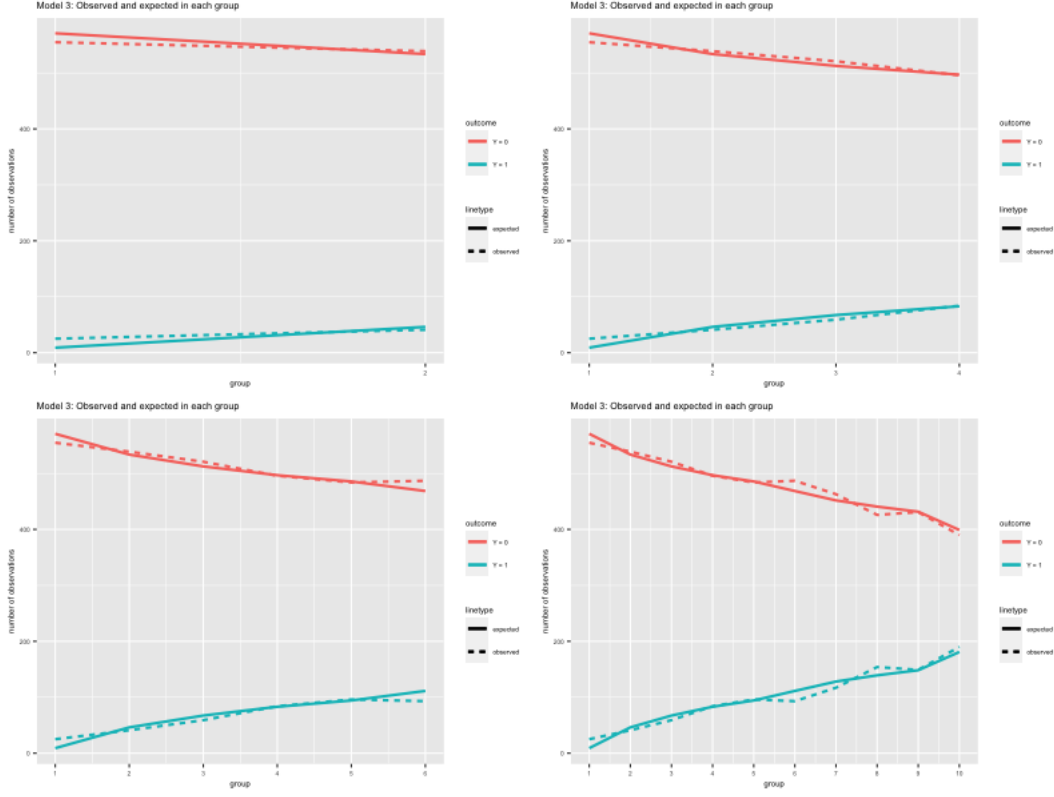 Model 3: Observed and expected in each group
number of observations
400
200
0
1
2
group
outcome
Y = 0
Y = 1
linetype
expected
observed
Model 3: Observed and expected in each group
number of observations
400
200
0
1
2
3
4
group
outcome
Y = 0
Y = 1
linetype
expected
observed
Model 3: Observed and expected in each group
number of observations
400
200
0
1
2
3
4
5
6
group
outcome
Y = 0
Y = 1
linetype
expected
observed
Model 3: Observed and expected in each group
number of observations
400
200
0
1
2
3
4
5
6
7
8
9
10
group
outcome
Y = 0
Y = 1
linetype
expected
observed